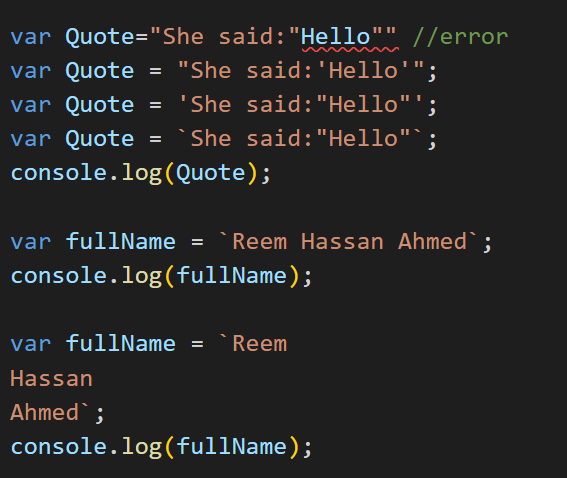 var Quote="She said:"Hello"" //error
var Quote = "She said:'Hello'";
var Quote = 'She said:"Hello"';
var Quote = `She said:"Hello"`;
console.log(Quote);
var fullName = `Reem Hassan Ahmed`;
console.log(fullName);
var fullName = `Reem
Hassan
Ahmed`;
console.log(fullName);